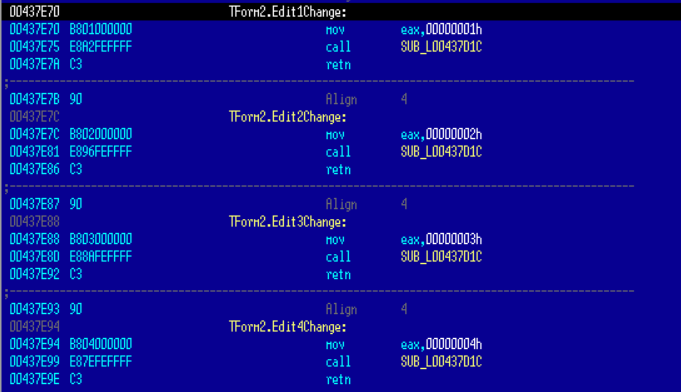 00437E70 TForm2.Edit1Change:
00437E70 B801000000 mov eax,00000001h
00437E75 E8A2FEFFFF call SUB_L00437D1C
00437E7A C3 retn
;------------------------------------------------------------------------------
00437E7B 90 Align 4
00437E7C TForm2.Edit2Change:
00437E7C B802000000 mov eax,00000002h
00437E81 E896FEFFFF call SUB_L00437D1C
00437E86 C3 retn
;------------------------------------------------------------------------------
00437E87 90 Align 4
00437E88 TForm2.Edit3Change:
00437E88 B803000000 mov eax,00000003h
00437E8D E88AFEFFFF call SUB_L00437D1C
00437E92 C3 retn
;------------------------------------------------------------------------------
00437E93 90 Align 4
00437E94 TForm2.Edit4Change:
00437E94 B804000000 mov eax,00000004h
00437E99 E87EFEFFFF call SUB_L00437D1C
00437E9E C3 retn